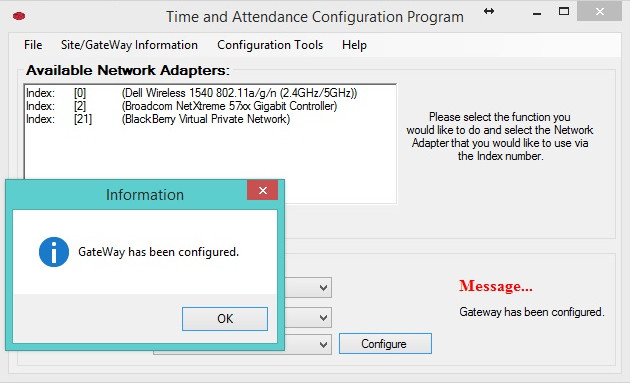 Time and Attendance Configuration Program
File Site/GateWay Information Configuration Tools Help
Available Network Adapters:
Index: [0] (Dell Wireless 1540 802.11a/g/n (2.4GHz/5GHz))
Index: [2] (Broadcom NetXtreme 57xx Gigabit Controller)
Index: [21] (BlackBerry Virtual Private Network)
Please select the function you
would like to do and select the Network
Adapter that you would like to use via
the Index number.
Information
GateWay has been configured.
OK
Message...
Gateway has been configured.
Configure